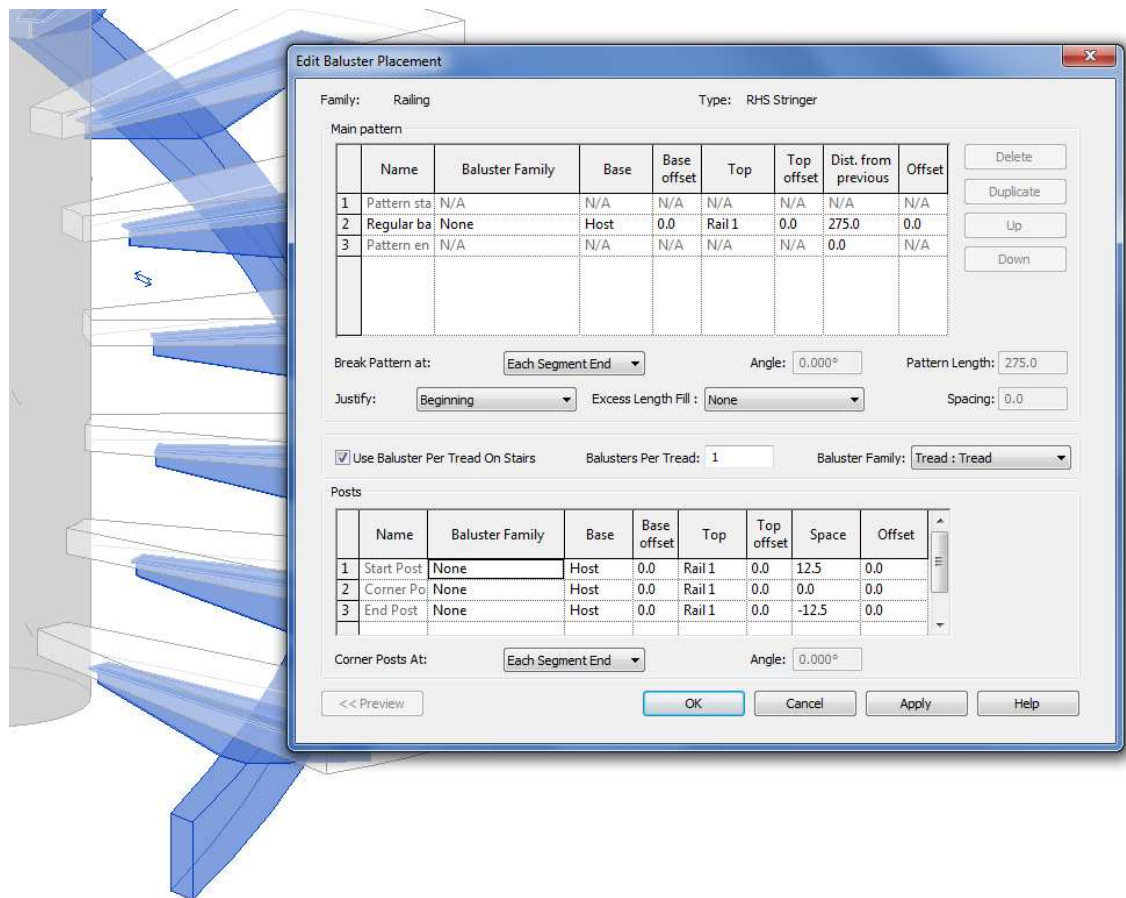 Edit Baluster Placement
Family: Railing Type: RHS Stringer
Main pattern
Name Baluster Family Base Base offset Top Top offset Dist. from previous Offset
1 Pattern sta N/A N/A N/A N/A N/A N/A N/A
2 Regular ba None Host 0.0 Rail 1 0.0 275.0 0.0
3 Pattern en N/A N/A N/A N/A N/A 0.0 N/A
Delete
Duplicate
Up
Down
Break Pattern at: Each Segment End Angle: 0.000° Pattern Length: 275.0
Justify: Beginning Excess Length Fill : None Spacing: 0.0
Use Baluster Per Tread On Stairs Balusters Per Tread: 1 Baluster Family: Tread : Tread
Posts
Name Baluster Family Base Base offset Top Top offset Space Offset
1 Start Post None Host 0.0 Rail 1 0.0 12.5 0.0
2 Corner Po None Host 0.0 Rail 1 0.0 0.0 0.0
3 End Post None Host 0.0 Rail 1 0.0 -12.5 0.0
Corner Posts At: Each Segment End Angle: 0.000°
<< Preview OK Cancel Apply Help